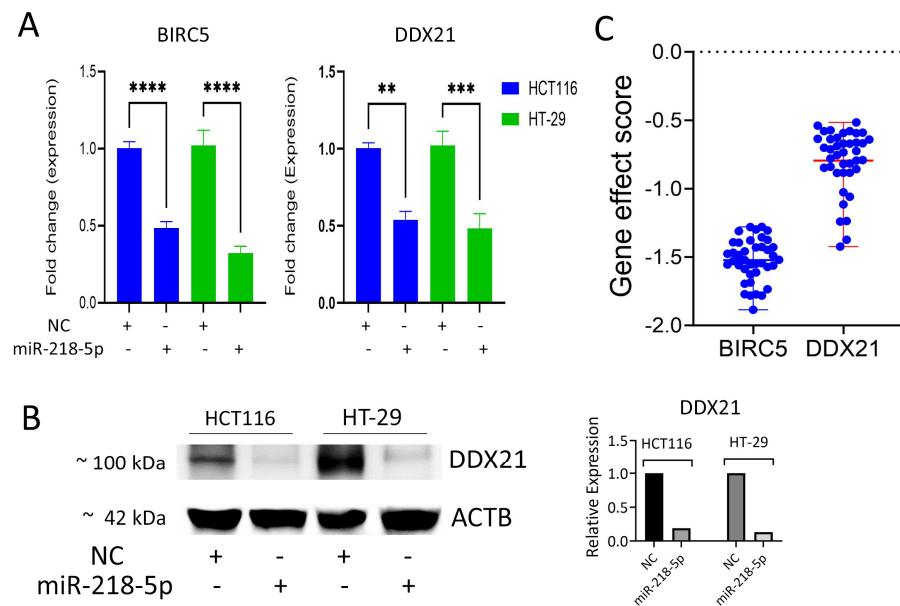 A
BIRC5
DDX21
Fold change (expression)
1.5
1.0
0.5
0.0
**** ****
Fold change (Expression)
1.5
1.0
0.5
0.0
** ***
HCT116
HT-29
NC + - + - + - + -
miR-218-5p - + - + - + - +
C
Gene effect score
0.0
-0.5
-1.0
-1.5
-2.0
BIRC5 DDX21
B
HCT116 HT-29
~ 100 kDa DDX21
~ 42 kDa ACTB
NC + - + -
miR-218-5p - + - +
DDX21
Relative Expression
1.5
1.0
0.5
0.0
HCT116 HT-29
NC
miR-218-5p
NC
miR-218-5p